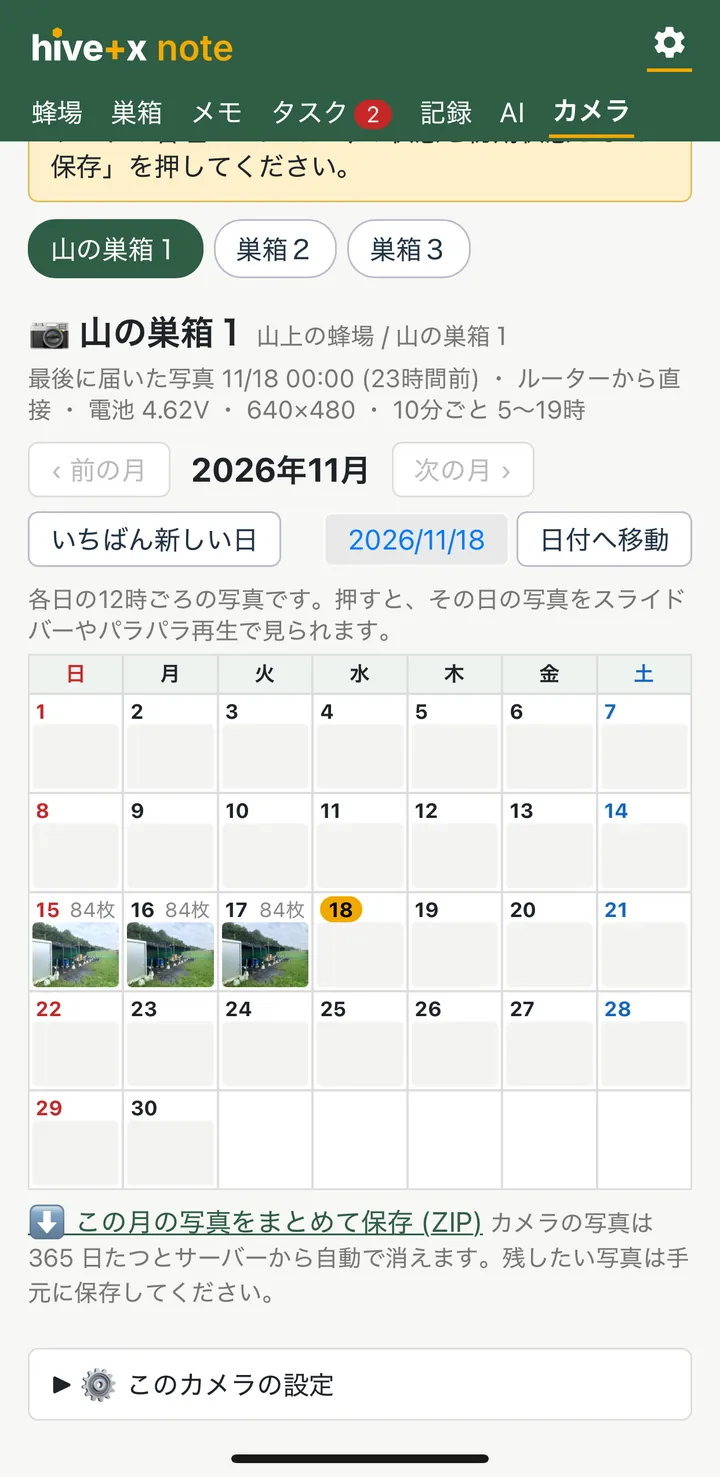 hive+x note
蜂場 巣箱 メモ タスク 2 記録 AI カメラ
保存」を押してください。
山の巣箱1 巣箱2 巣箱3
山の巣箱1 山上の蜂場 / 山の巣箱1
最後に届いた写真 11/18 00:00 (23時間前) ・ ルーターから直
接 ・ 電池 4.62V ・ 640×480 ・ 10分ごと 5〜19時
‹ 前の月 2026年11月 次の月 ›
いちばん新しい日 2026/11/18 日付へ移動
各日の12時ごろの写真です。押すと、その日の写真をスライド
バーやパラパラ再生で見られます。
日 月 火 水 木 金 土
1 2 3 4 5 6 7
8 9 10 11 12 13 14
15 84枚 16 84枚 17 84枚 18 19 20 21
22 23 24 25 26 27 28
29 30
この月の写真をまとめて保存 (ZIP) カメラの写真は
365 日たつとサーバーから自動で消えます。残したい写真は手
元に保存してください。
▶ このカメラの設定